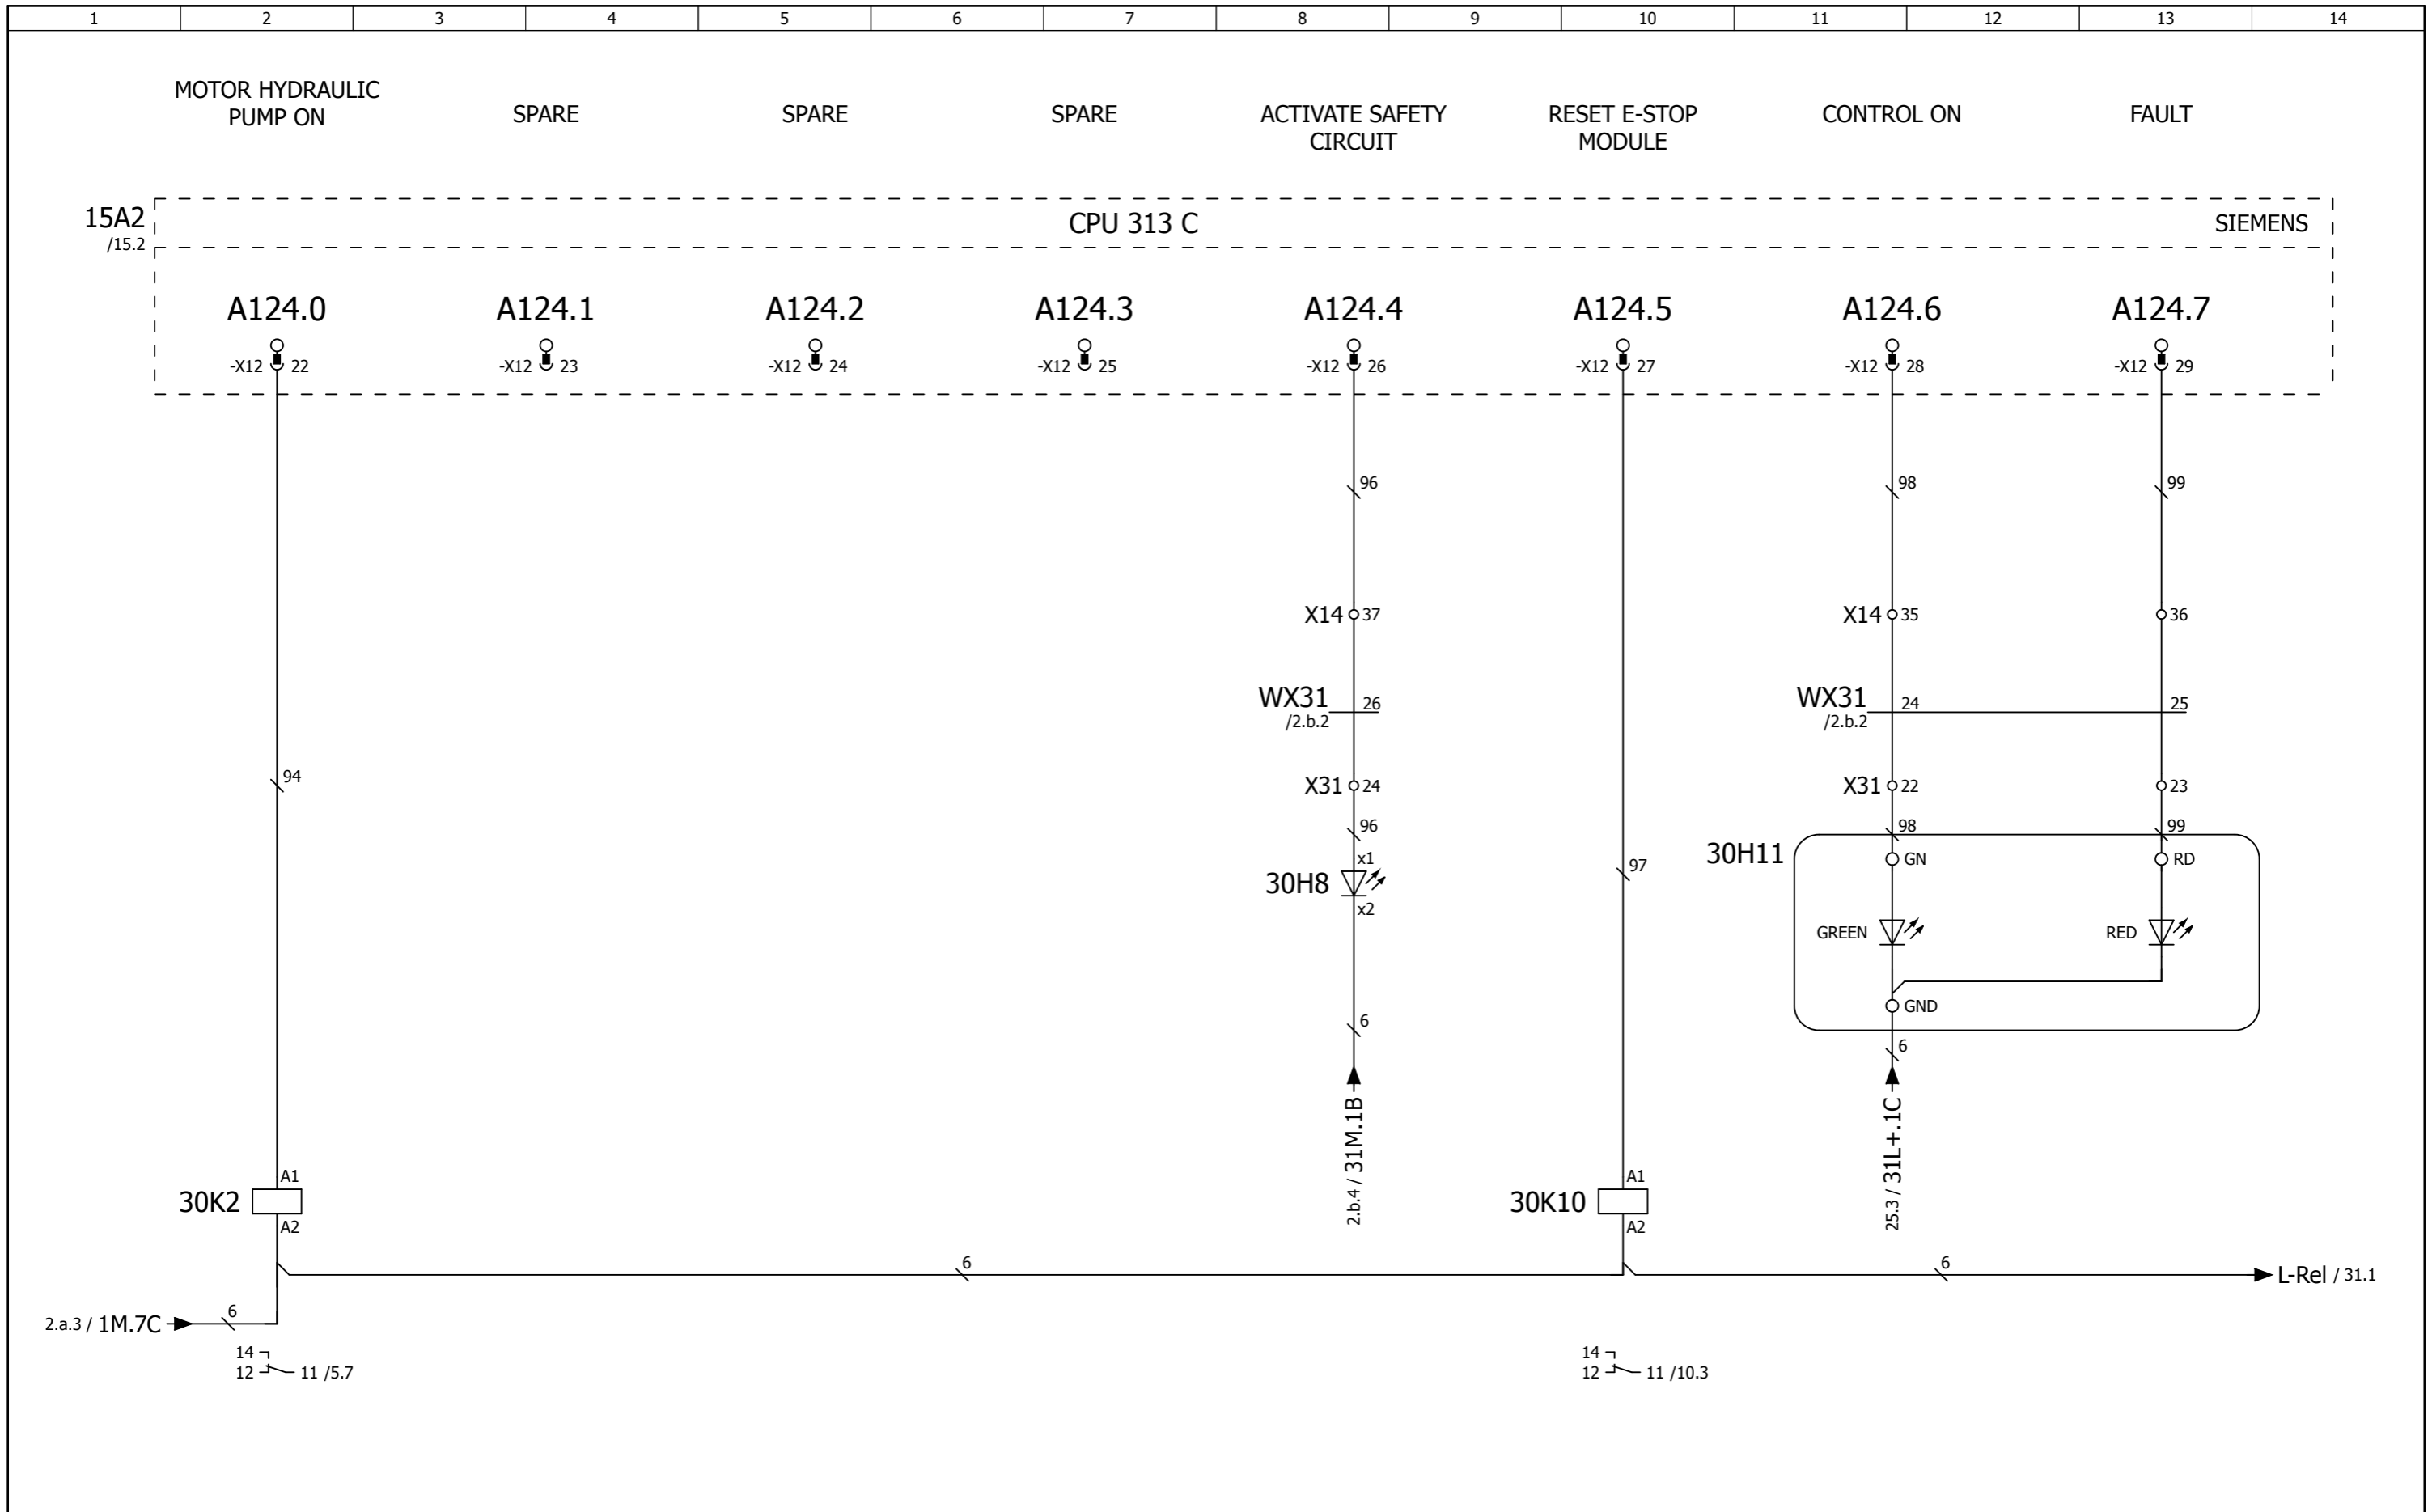 1 2 3 4 5 6 7 8 9 10 11 12 13 14
MOTOR HYDRAULIC
PUMP ON
SPARE
SPARE
SPARE
ACTIVATE SAFETY
CIRCUIT
RESET E-STOP
MODULE
CONTROL ON
FAULT
15A2
/15.2
CPU 313 C
SIEMENS
A124.0
A124.1
A124.2
A124.3
A124.4
A124.5
A124.6
A124.7
-X12 22
-X12 23
-X12 24
-X12 25
-X12 26
-X12 27
-X12 28
-X12 29
96
98
99
X14 37
X14 35
36
WX31 26
/2.b.2
WX31 24
/2.b.2
25
94
X31 24
X31 22
23
96
98
99
30H8
x1
x2
97
30H11
GN
RD
GREEN
RED
GND
6
6
2.b.4 / 31M.1B
25.3 / 31L+.1C
30K2
A1
A2
30K10
A1
A2
6
6
L-Rel / 31.1
2.a.3 / 1M.7C
6
14
12 11 /5.7
14
12 11 /10.3